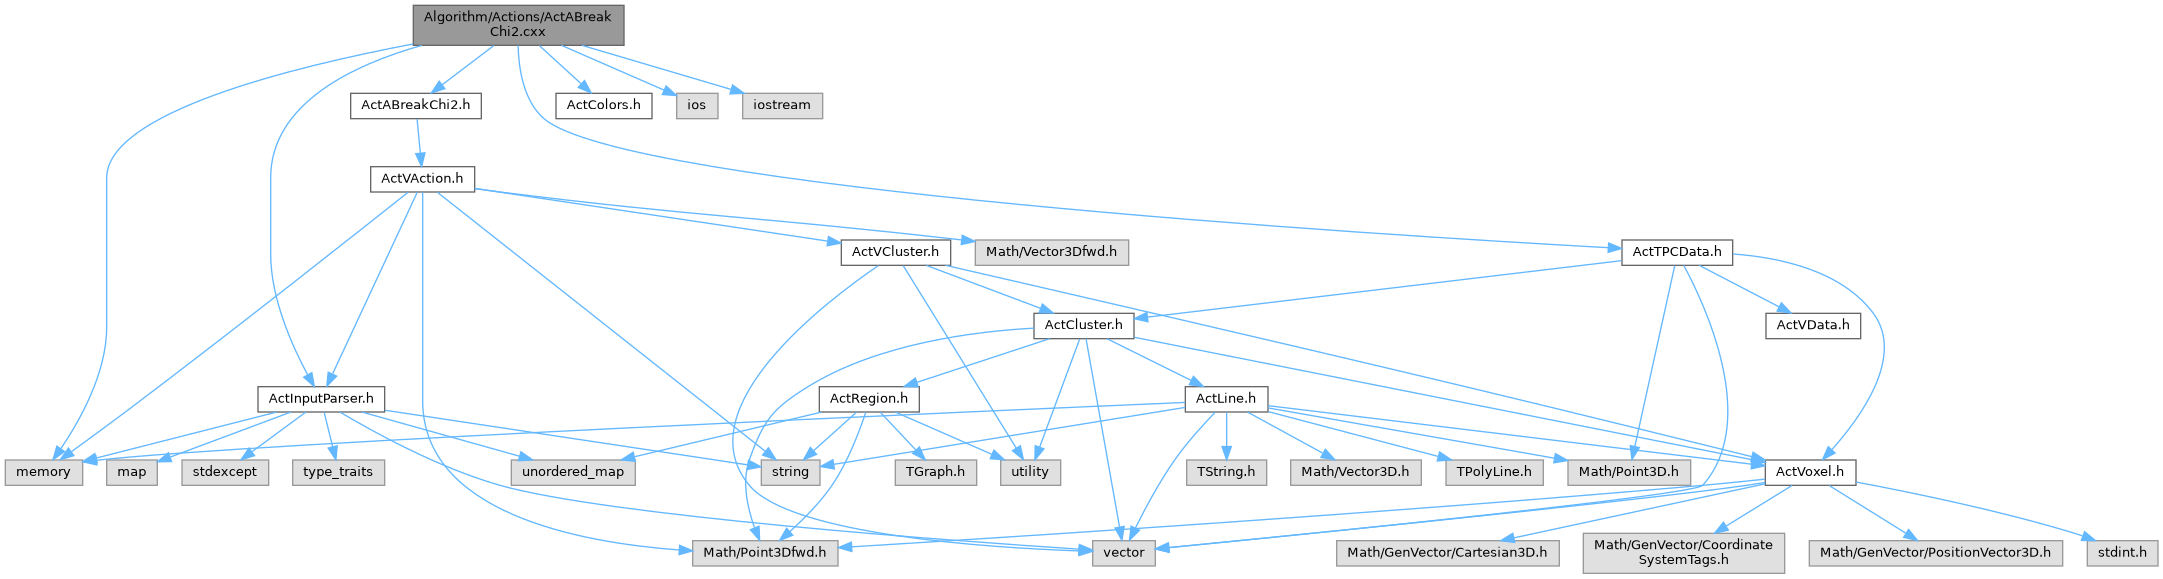 Algorithm/Actions/ActABreak
Chi2.cxx
ActABreakChi2.h
ActColors.h
ios
iostream
ActVAction.h
ActVCluster.h
Math/Vector3Dfwd.h
ActTPCData.h
ActCluster.h
ActVData.h
ActInputParser.h
ActRegion.h
ActLine.h
memory
map
stdexcept
type_traits
unordered_map
string
TGraph.h
utility
TString.h
Math/Vector3D.h
TPolyLine.h
Math/Point3D.h
ActVoxel.h
Math/Point3Dfwd.h
vector
Math/GenVector/Cartesian3D.h
Math/GenVector/Coordinate
SystemTags.h
Math/GenVector/PositionVector3D.h
stdint.h